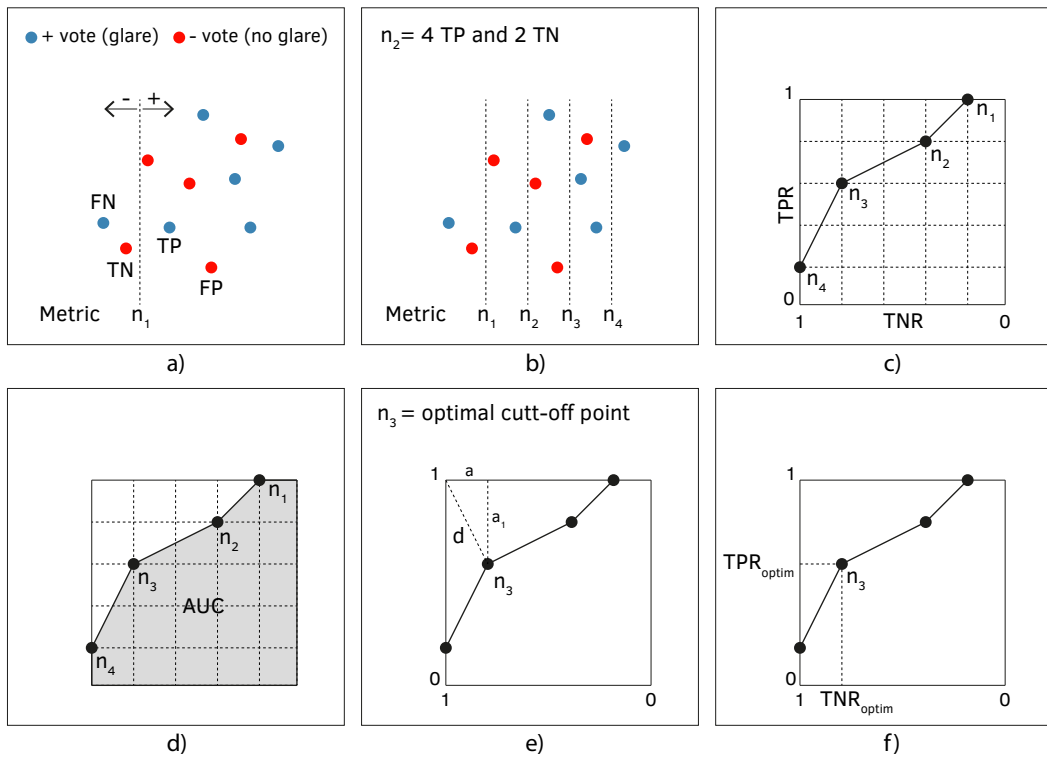 + vote (glare) - vote (no glare)
- +
FN
TN
TP
FP
Metric n₁
a)
n₂= 4 TP and 2 TN
Metric n₁ n₂ n₃ n₄
b)
1
n₁
n₂
TPR
n₃
n₄
0
1 TNR 0
c)
n₁
n₂
n₃
AUC
n₄
d)
n₃ = optimal cutt-off point
a
1
a₁
d
n₃
0
1 0
e)
1
TPRoptim
n₃
0
1 TNRoptim 0
f)